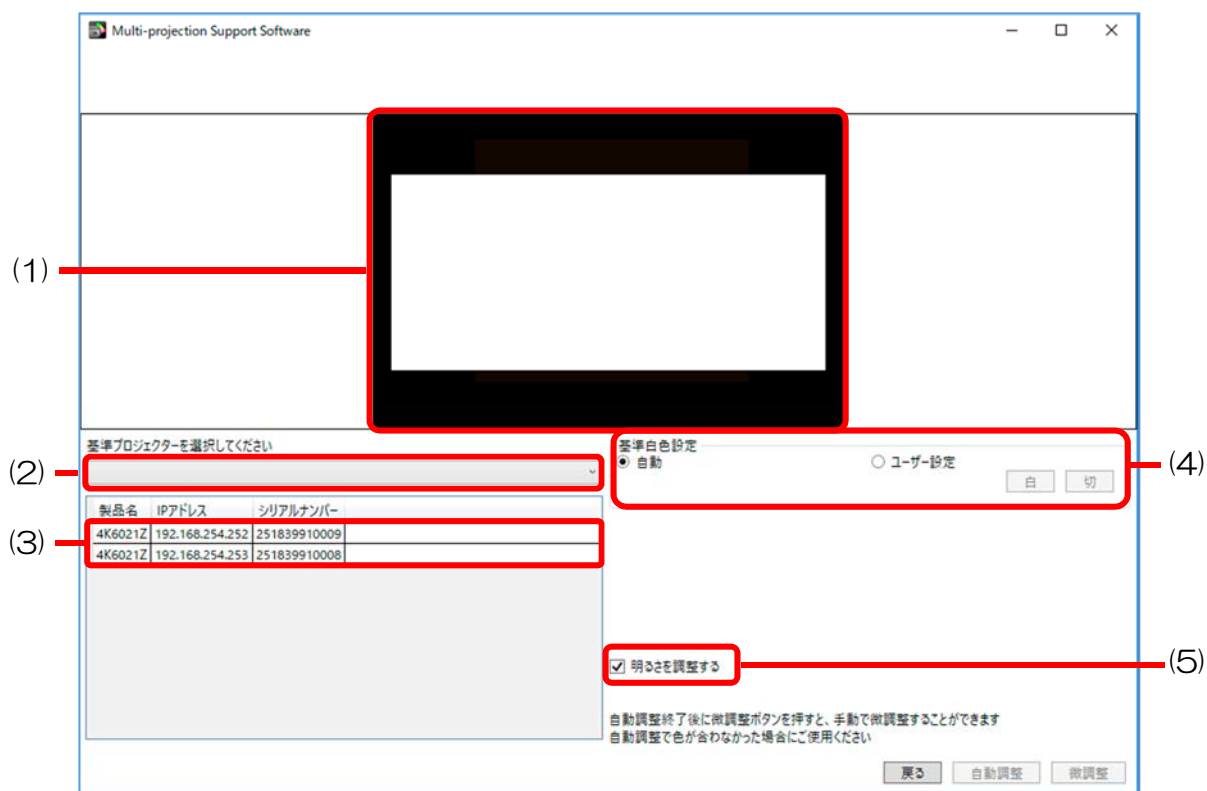 Multi-projection Support Software
(1)
基準プロジェクターを選択してください
(2)
基準白色設定
自動
ユーザー設定
白
切
(4)
製品名 IPアドレス シリアルナンバー
(3)
4K6021Z 192.168.254.252 251839910009
4K6021Z 192.168.254.253 251839910008
明るさを調整する
(5)
自動調整終了後に微調整ボタンを押すと、手動で微調整することができます
自動調整で色が合わなかった場合にご使用ください
戻る 自動調整 微調整